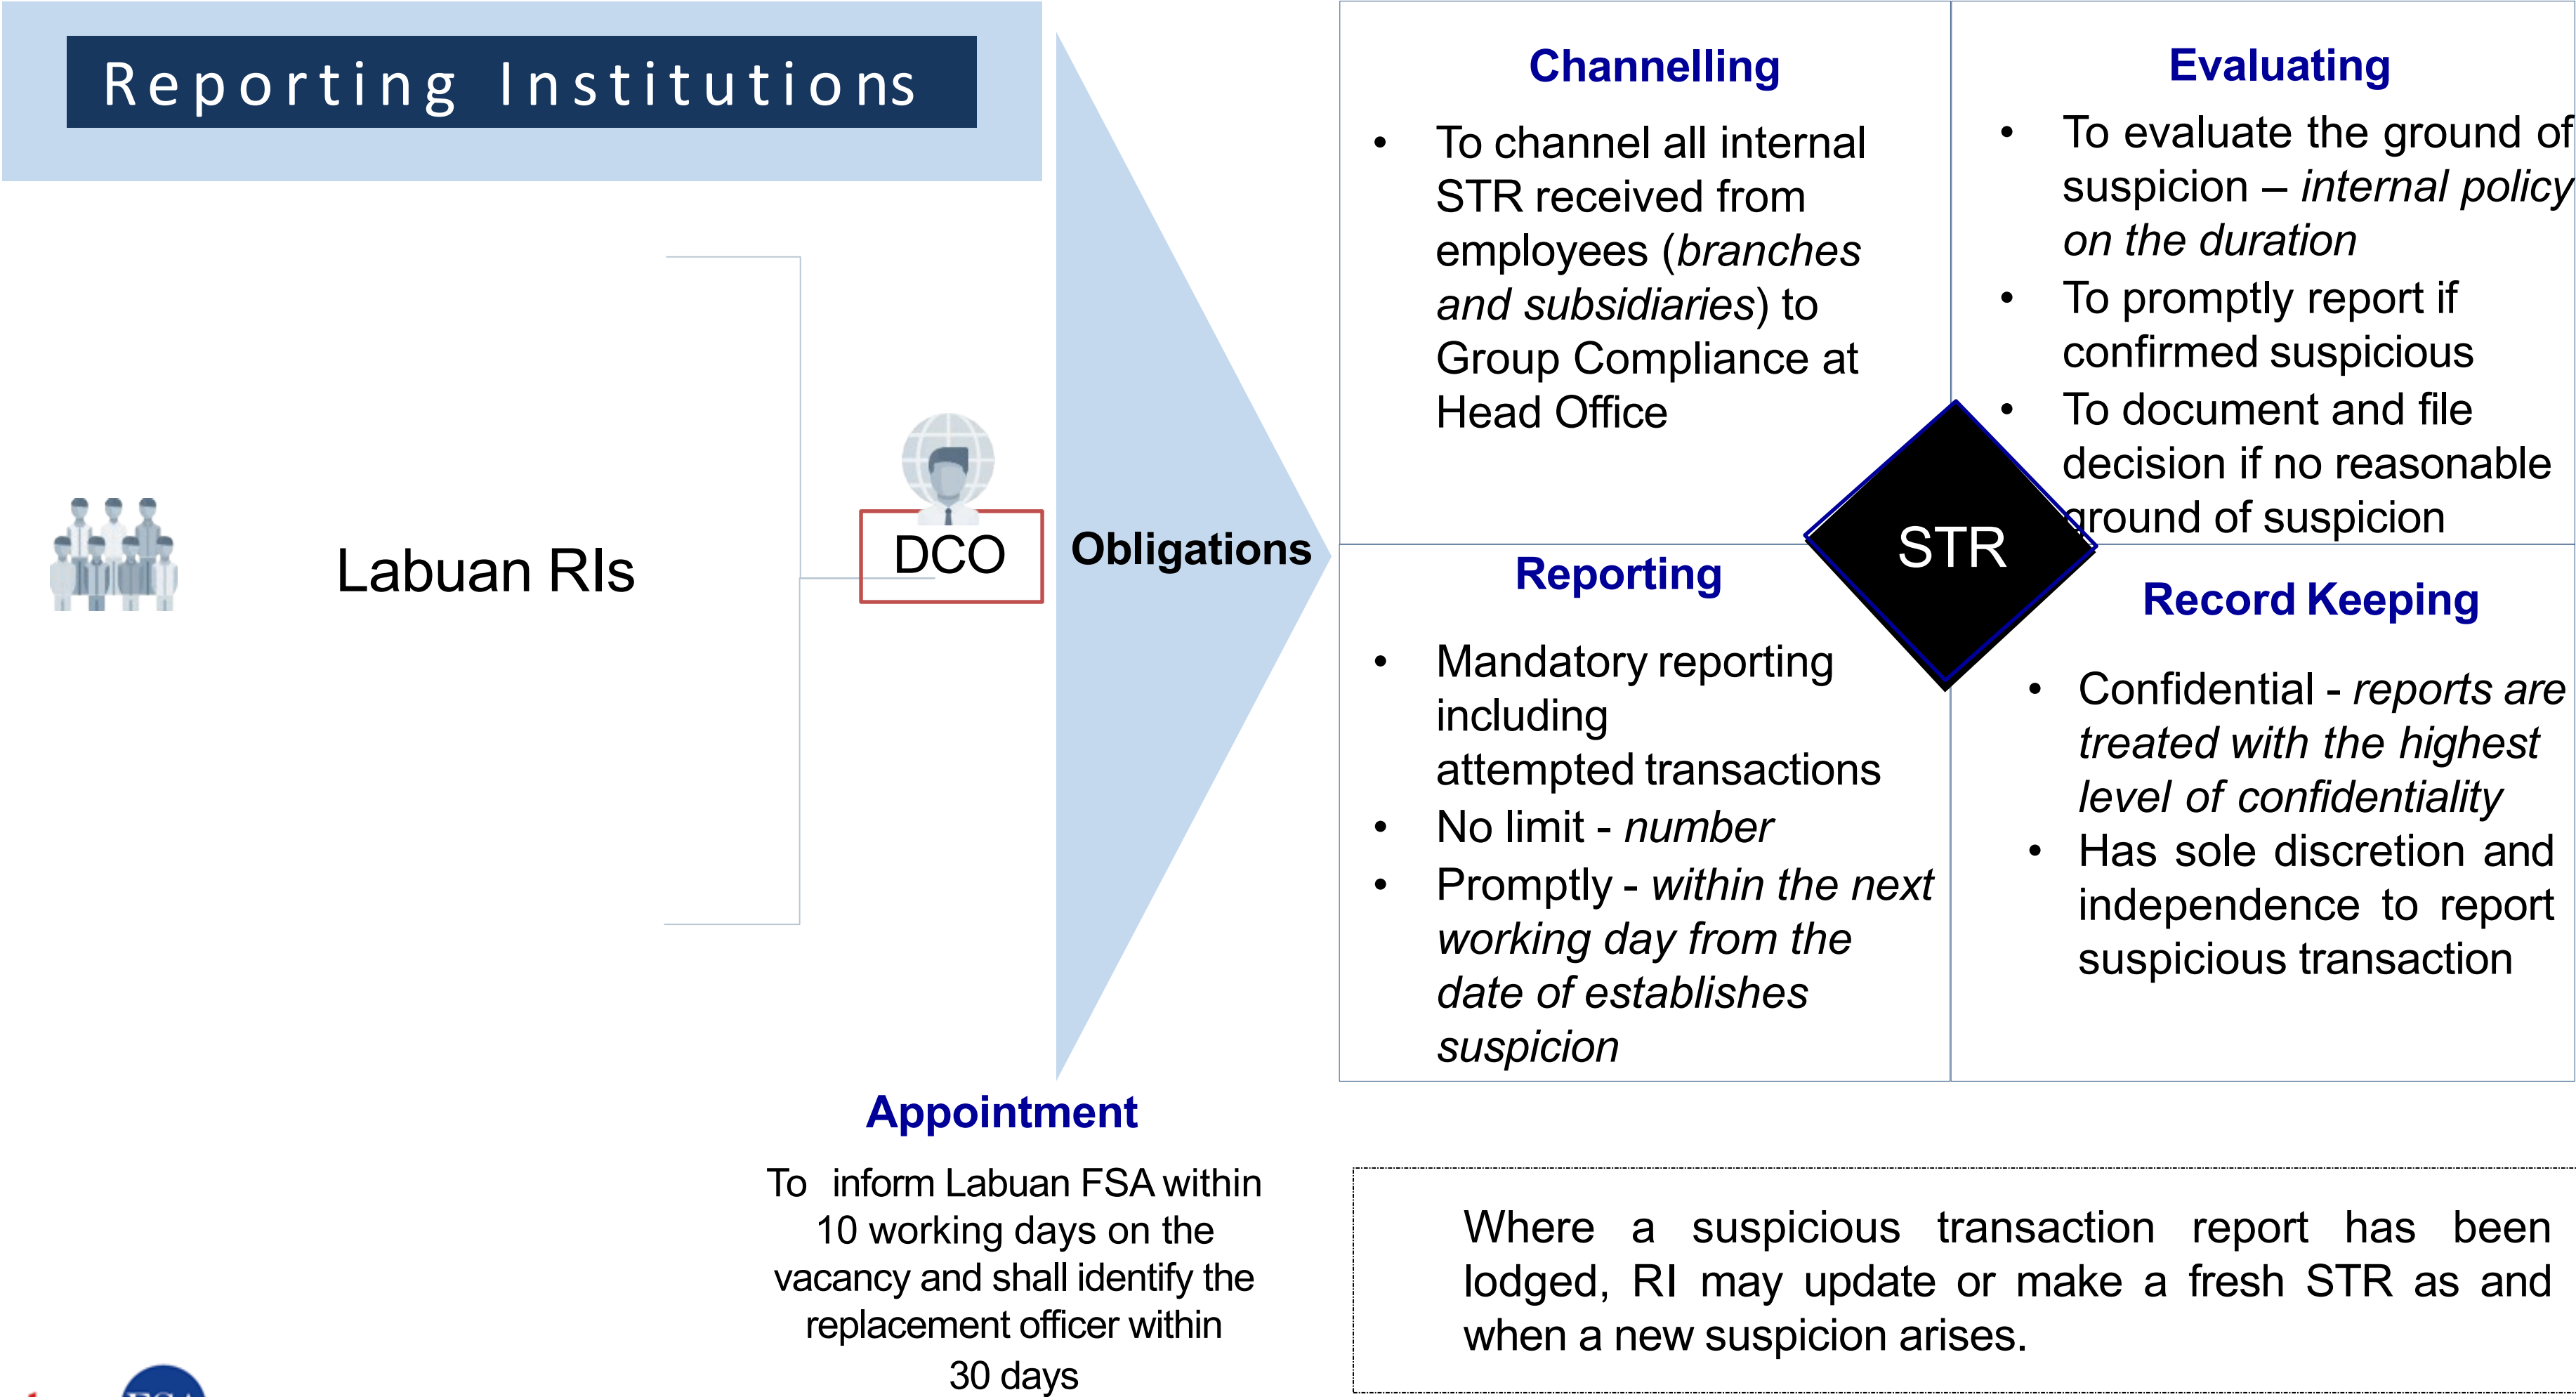 Reporting Institutions
Labuan RIs
DCO
Obligations
Appointment
To inform Labuan FSA within
10 working days on the
vacancy and shall identify the
replacement officer within
30 days
Channelling
• To channel all internal
STR received from
employees (branches
and subsidiaries) to
Group Compliance at
Head Office
Evaluating
• To evaluate the ground of
suspicion – internal policy
on the duration
• To promptly report if
confirmed suspicious
• To document and file
decision if no reasonable
ground of suspicion
STR
Reporting
• Mandatory reporting
including
attempted transactions
• No limit - number
• Promptly - within the next
working day from the
date of establishes
suspicion
Record Keeping
• Confidential - reports are
treated with the highest
level of confidentiality
• Has sole discretion and
independence to report
suspicious transaction
Where a suspicious transaction report has been
lodged, RI may update or make a fresh STR as and
when a new suspicion arises.